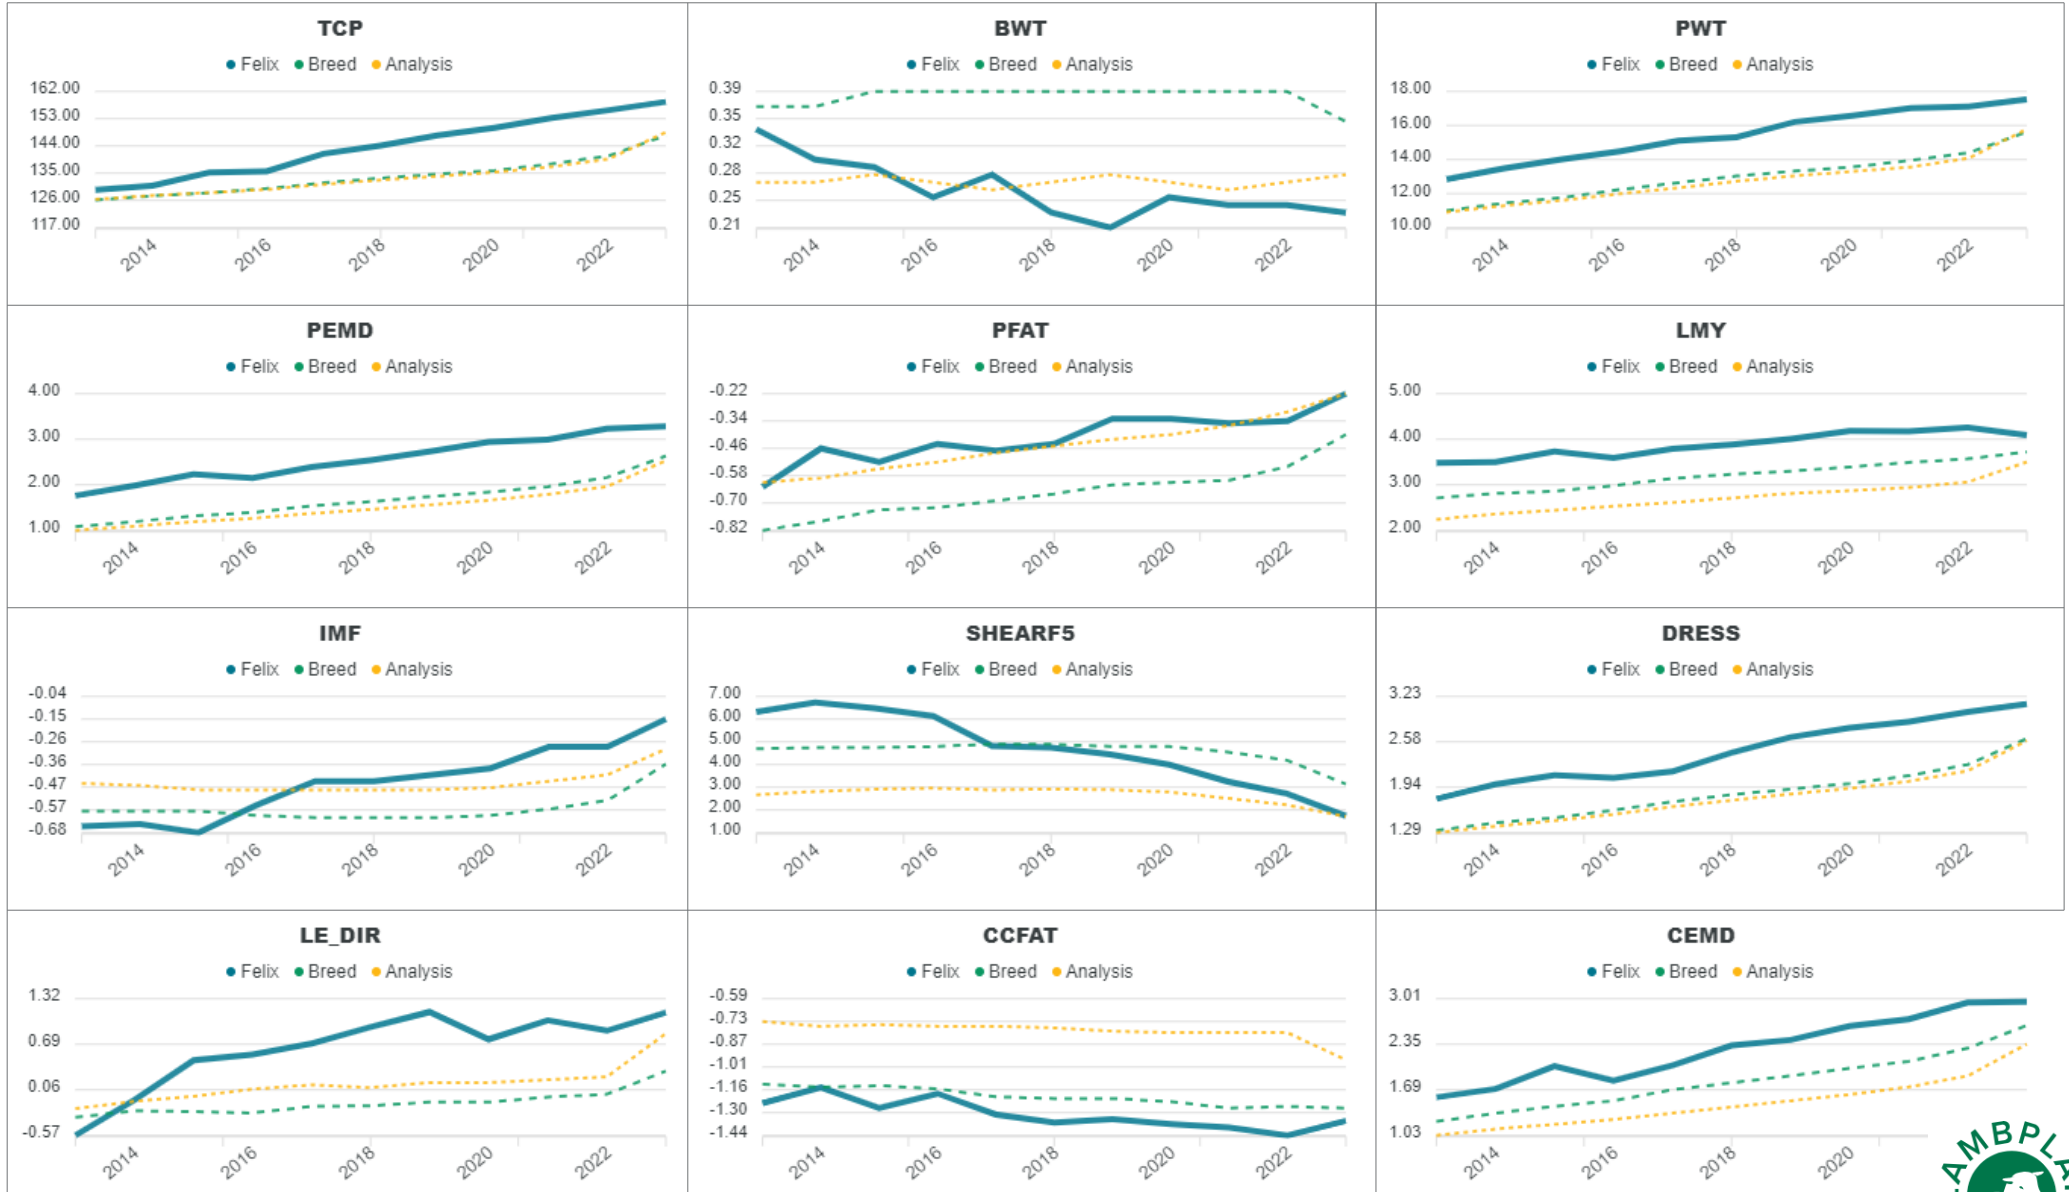 TCP
Felix Breed Analysis
162.00
153.00
144.00
135.00
126.00
117.00
2014 2016 2018 2020 2022
BWT
Felix Breed Analysis
0.39
0.35
0.32
0.28
0.25
0.21
2014 2016 2018 2020 2022
PWT
Felix Breed Analysis
18.00
16.00
14.00
12.00
10.00
2014 2016 2018 2020 2022
PEMD
Felix Breed Analysis
4.00
3.00
2.00
1.00
2014 2016 2018 2020 2022
PFAT
Felix Breed Analysis
-0.22
-0.34
-0.46
-0.58
-0.70
-0.82
2014 2016 2018 2020 2022
LMY
Felix Breed Analysis
5.00
4.00
3.00
2.00
2014 2016 2018 2020 2022
IMF
Felix Breed Analysis
-0.04
-0.15
-0.26
-0.36
-0.47
-0.57
-0.68
2014 2016 2018 2020 2022
SHEARF5
Felix Breed Analysis
7.00
6.00
5.00
4.00
3.00
2.00
1.00
2014 2016 2018 2020 2022
DRESS
Felix Breed Analysis
3.23
2.58
1.94
1.29
2014 2016 2018 2020 2022
LE_DIR
Felix Breed Analysis
1.32
0.69
0.06
-0.57
2014 2016 2018 2020 2022
CCFAT
Felix Breed Analysis
-0.59
-0.73
-0.87
-1.01
-1.16
-1.30
-1.44
2014 2016 2018 2020 2022
CEMD
Felix Breed Analysis
3.01
2.35
1.69
1.03
2014 2016 2018 2020
AMBPLA